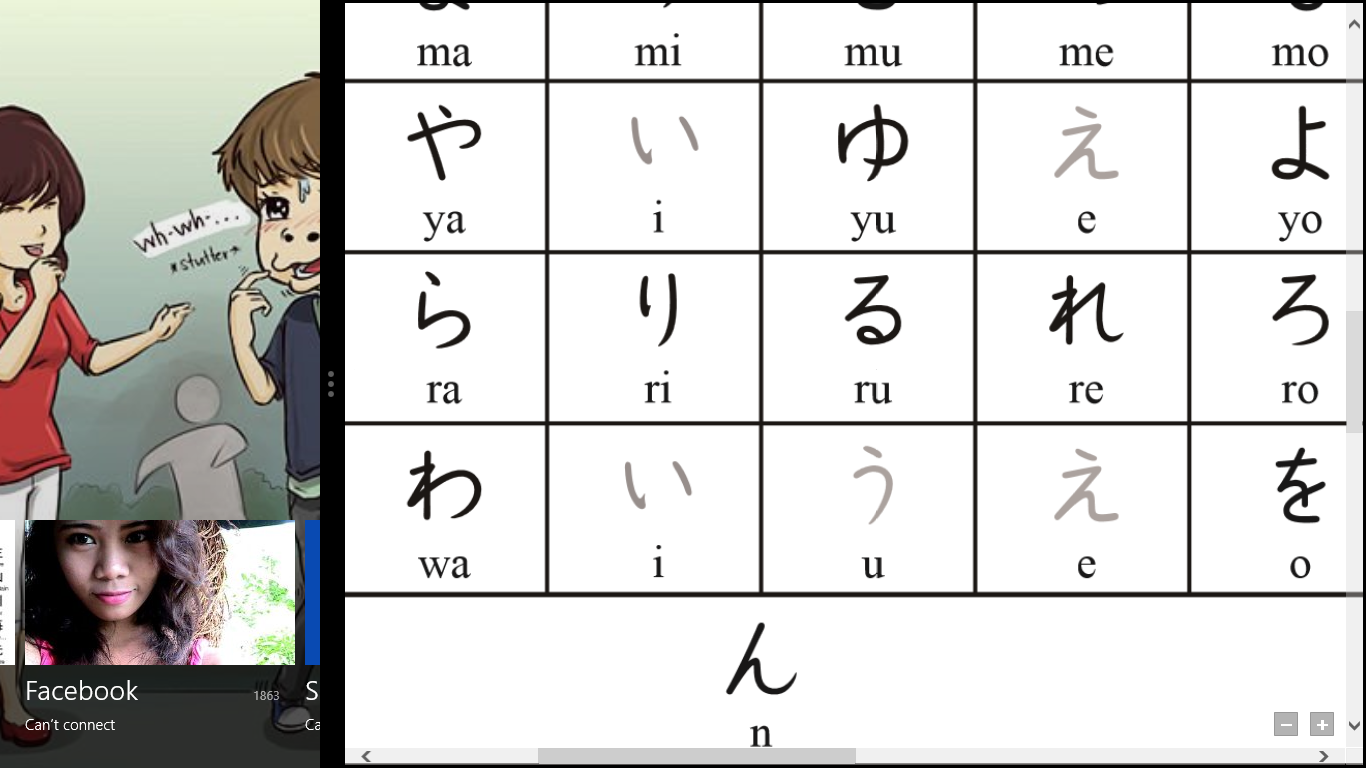 wh-wh-...
*stutter*
Facebook 1863
Can't connect
S
Ca
ma mi mu me mo
や い ゆ え よ
ya i yu e yo
ら り る れ ろ
ra ri ru re ro
わ い う え を
wa i u e o
ん
n